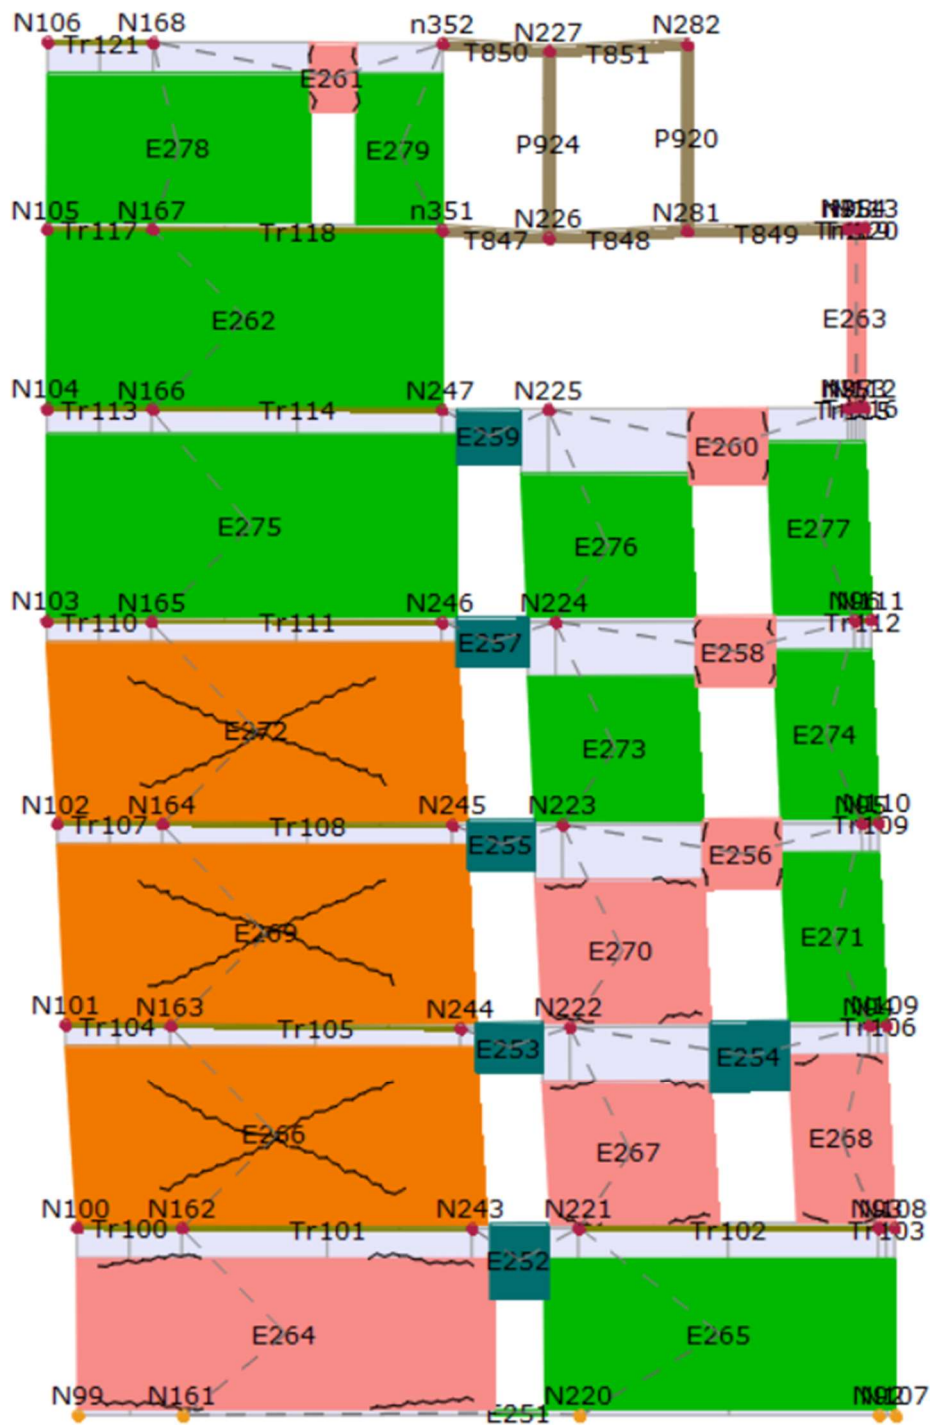 N106 N168 n352 N227 N282
Tr121 T850 T851
E261
E278 E279 P924 P920
N105 N167 n351 N226 N281
Tr117 Tr118 T847 T848 T849
E262 E263
N104 N166 N247 N225
Tr113 Tr114 E259 E260
E275 E276 E277
N103 N165 N246 N224
Tr110 Tr111 E257 E258 Tr112
E272 E273 E274
N102 N164 N245 N223 N110
Tr107 Tr108 E255 E256 Tr109
E269 E270 E271
N101 N163 N244 N222 N109
Tr104 Tr105 E253 E254 Tr106
E266 E267 E268
N100 N162 N243 N221 N108
Tr100 Tr101 E252 Tr102 Tr103
E264 E265
N99 N161 N220 N107
E251